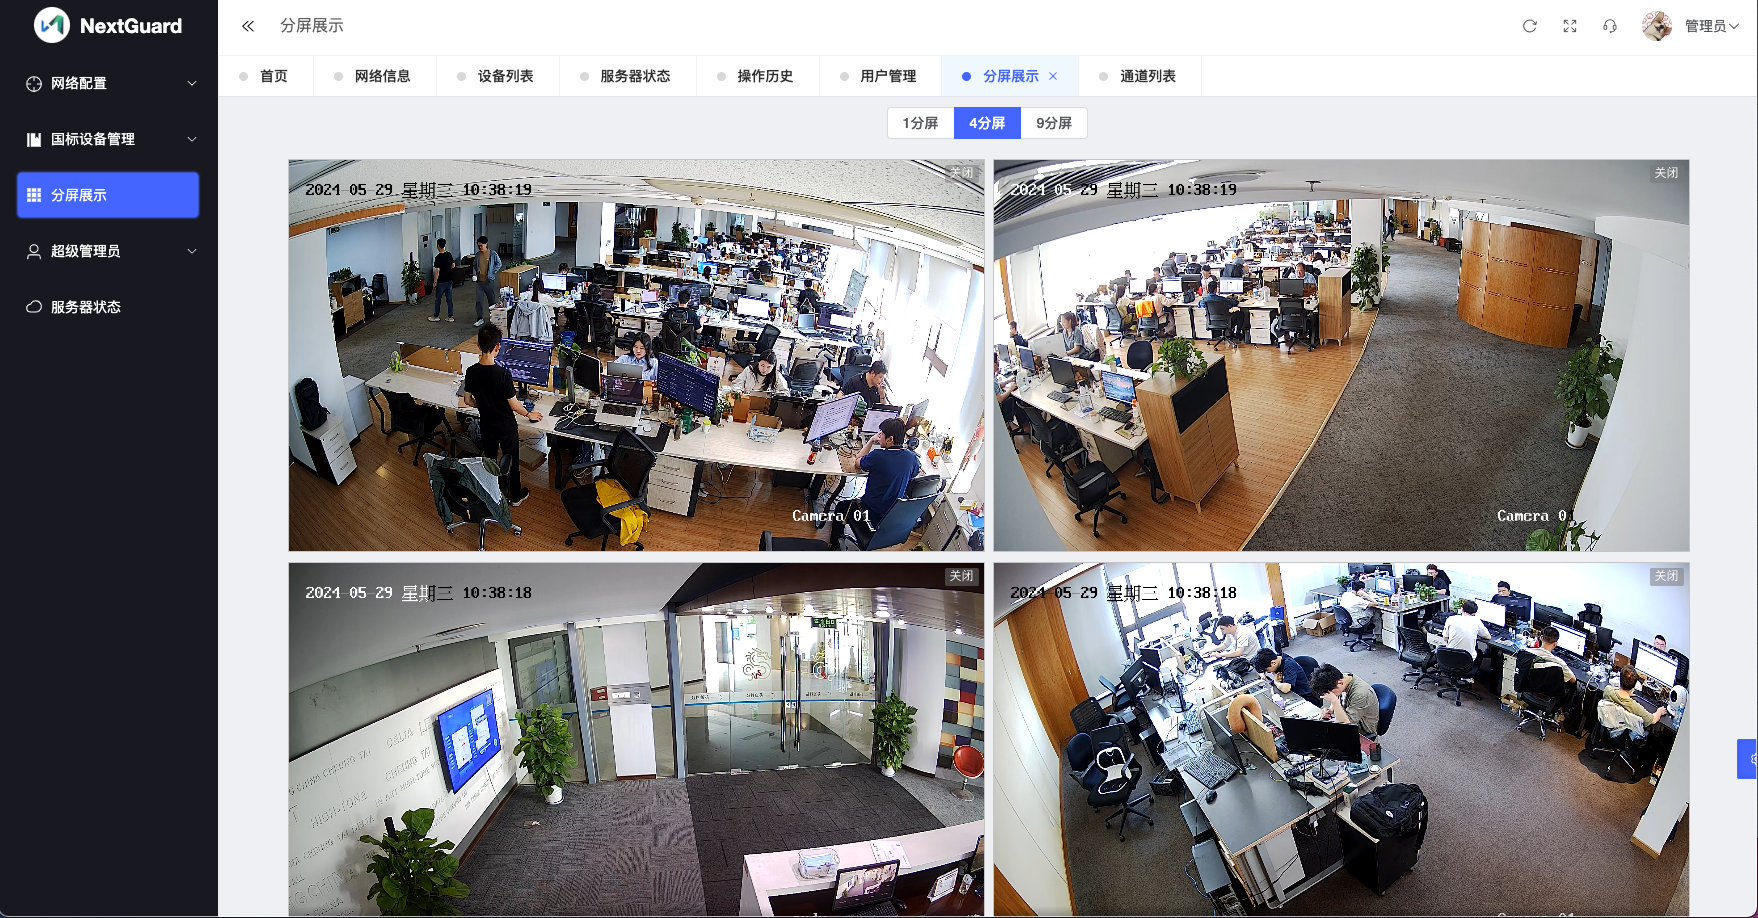 NextGuard
分屏展示
管理员
网络配置
国标设备管理
分屏展示
超级管理员
服务器状态
首页
网络信息
设备列表
服务器状态
操作历史
用户管理
分屏展示
通道列表
1分屏
4分屏
9分屏
2024-05-29 星期三 10:38:19
关闭
Camera 01
2024-05-29 星期三 10:38:19
关闭
Camera 01
2024-05-29 星期三 10:38:18
关闭
2024-05-29 星期三 10:38:18
关闭
Camera 01